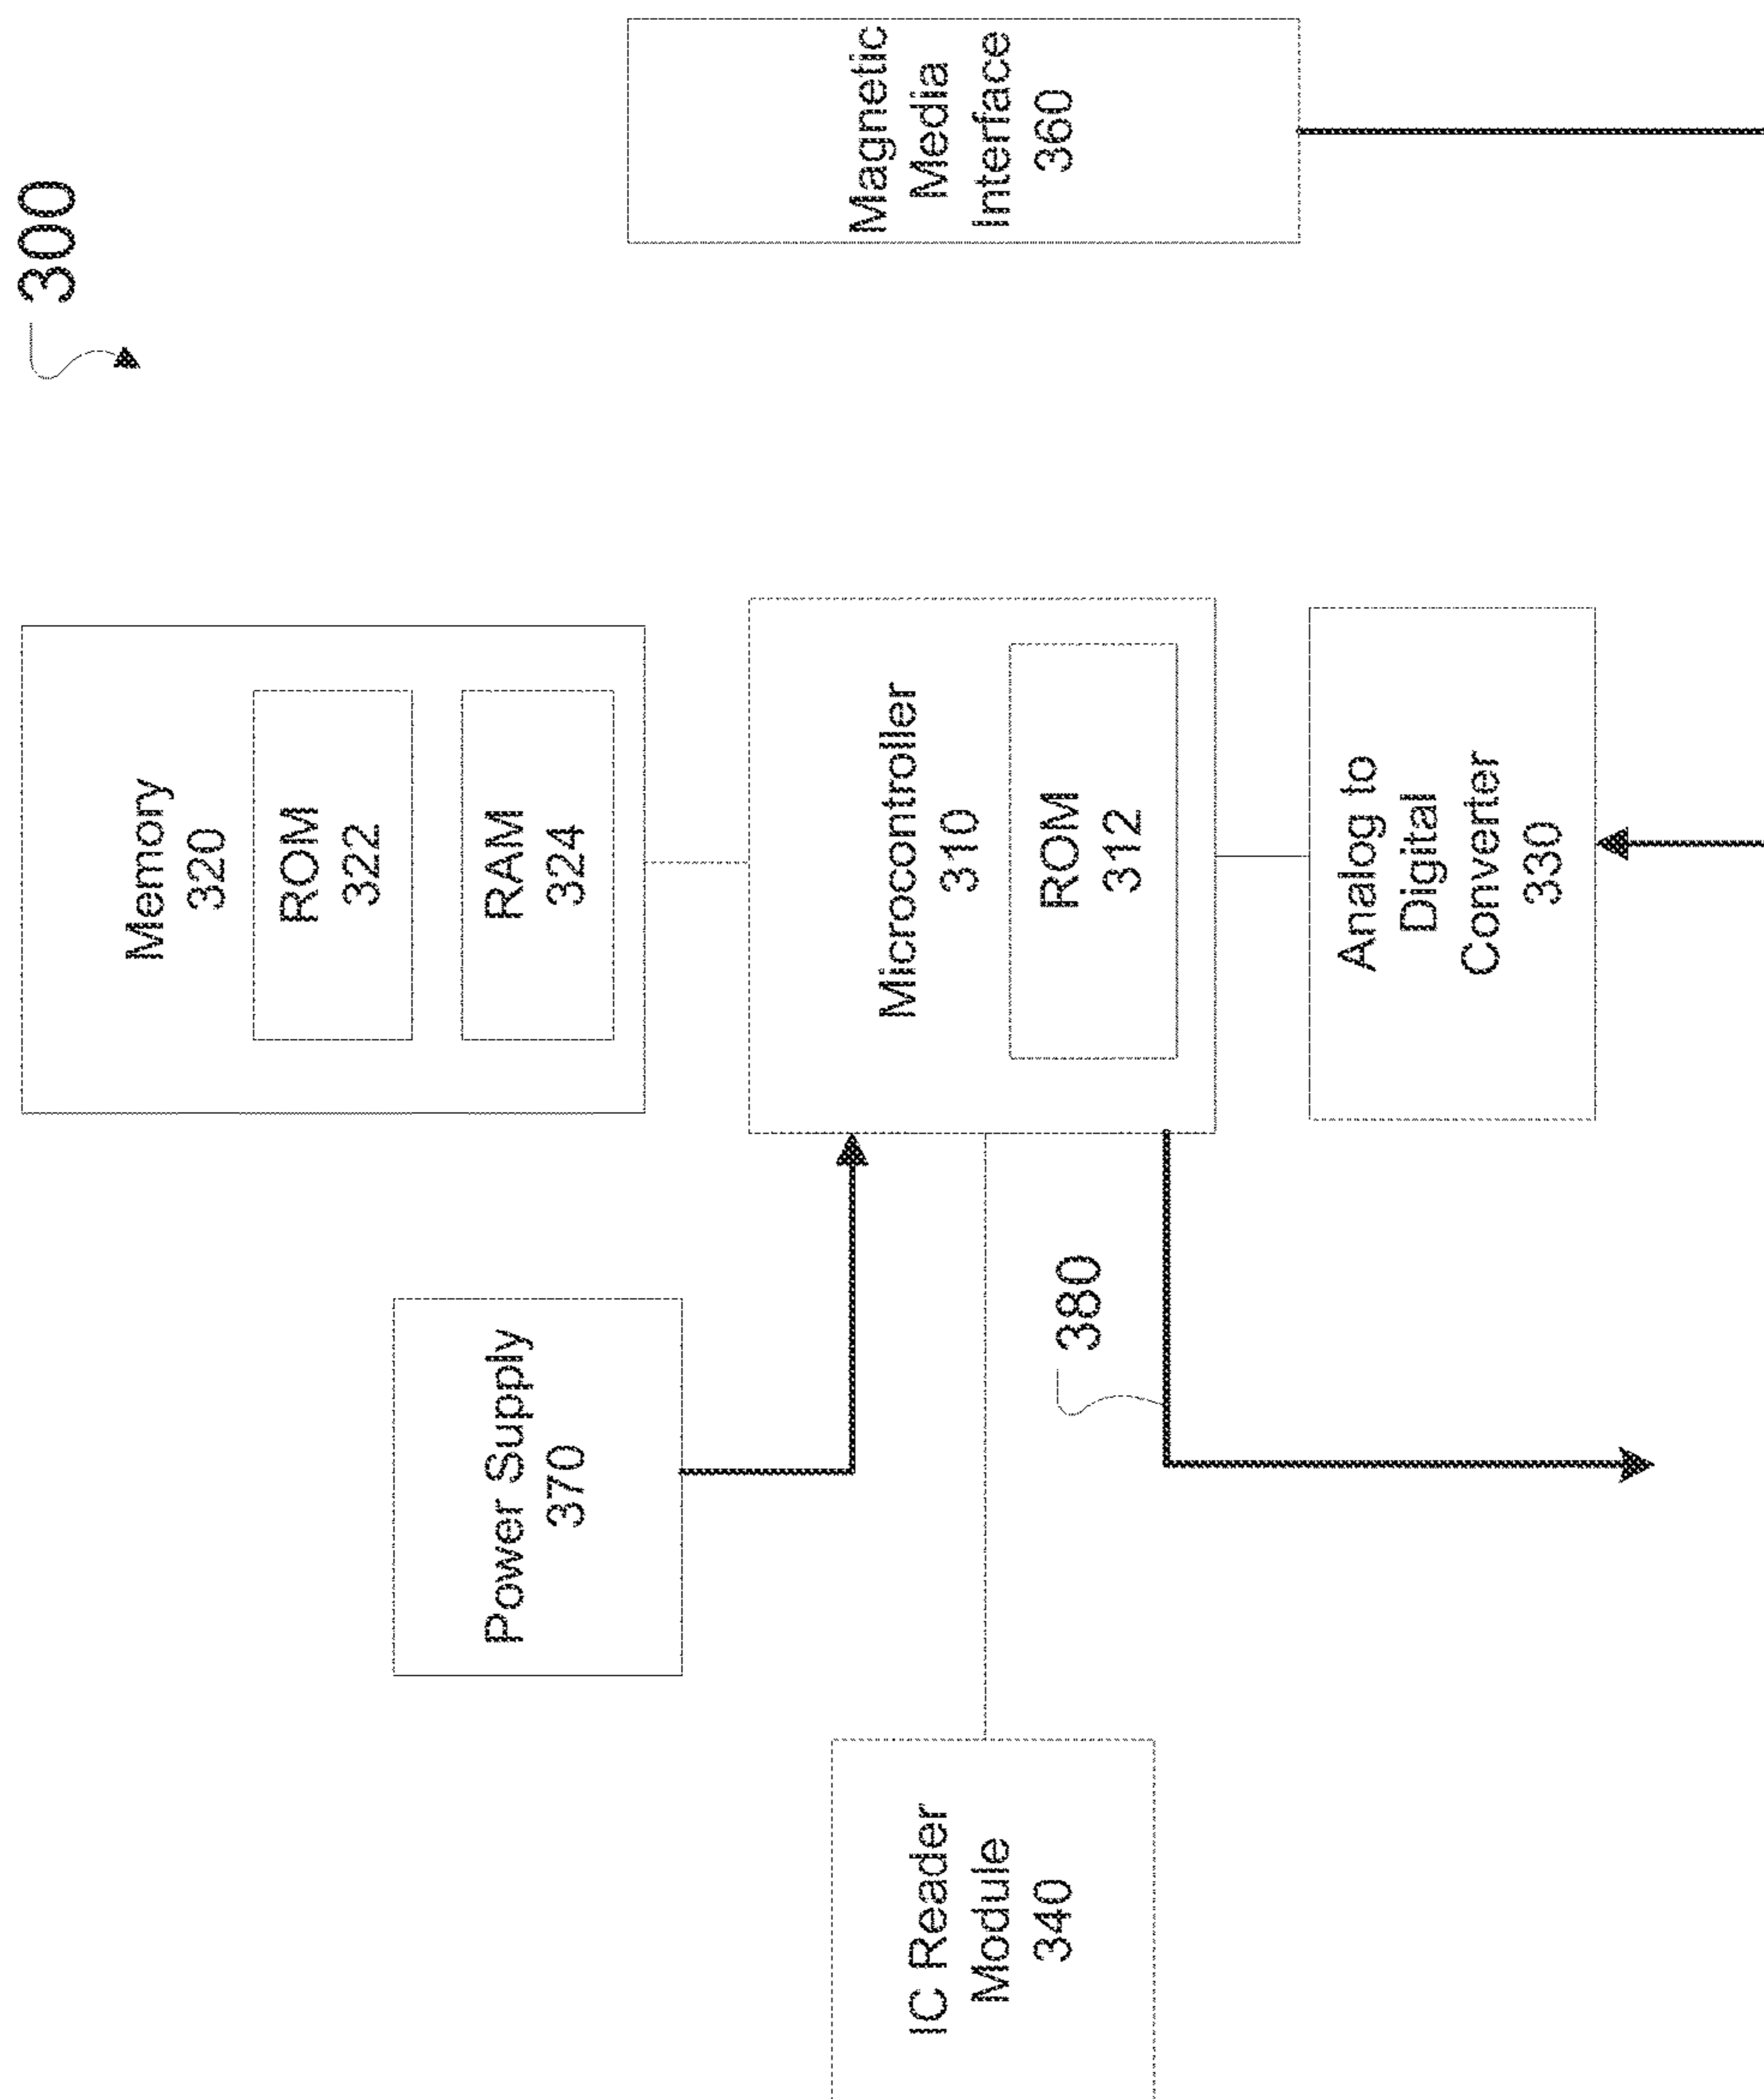 300
Memory
320
ROM
322
RAM
324
Magnetic
Media
Interface
360
Power Supply
370
Microcontroller
310
ROM
312
380
IC Reader
Module
340
Analog to
Digital
Converter
330